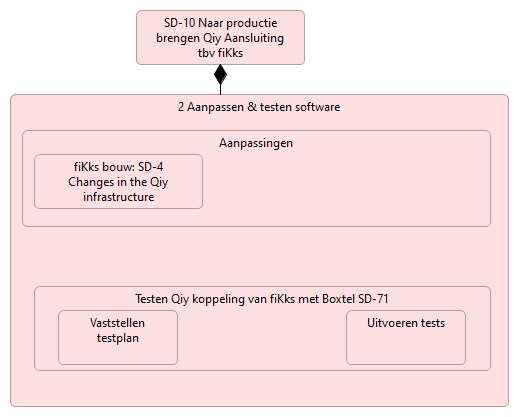 SD-10 Naar productie
brengen Qiy Aansluiting
tbv fiKks
2 Aanpassen & testen software
Aanpassingen
fiKks bouw: SD-4
Changes in the Qiy
infrastructure
Testen Qiy koppeling van fiKks met Boxtel SD-71
Vaststellen
testplan
Uitvoeren tests